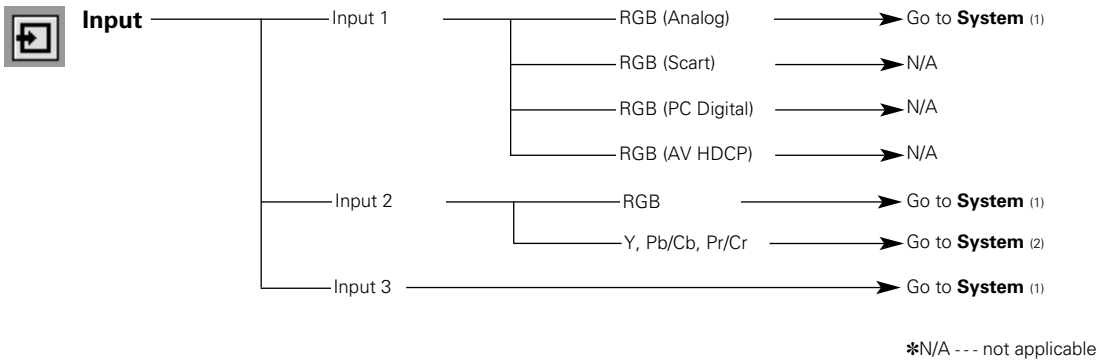 Input Input 1 RGB (Analog) Go to System (1)
RGB (Scart) N/A
RGB (PC Digital) N/A
RGB (AV HDCP) N/A
Input 2 RGB Go to System (1)
Y, Pb/Cb, Pr/Cr Go to System (2)
Input 3 Go to System (1)
✽N/A - - - not applicable